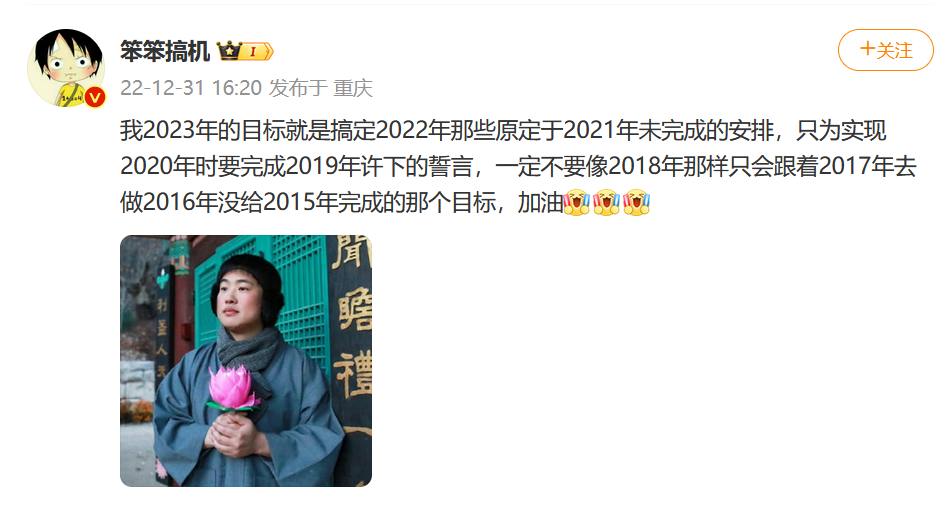 笨笨搞机
I
V
+关注
22-12-31 16:20 发布于 重庆
我2023年的目标就是搞定2022年那些原定于2021年未完成的安排，只为实现
2020年时要完成2019年许下的誓言，一定不要像2018年那样只会跟着2017年去
做2016年没给2015年完成的那个目标，加油
聞
瞻
禮
一